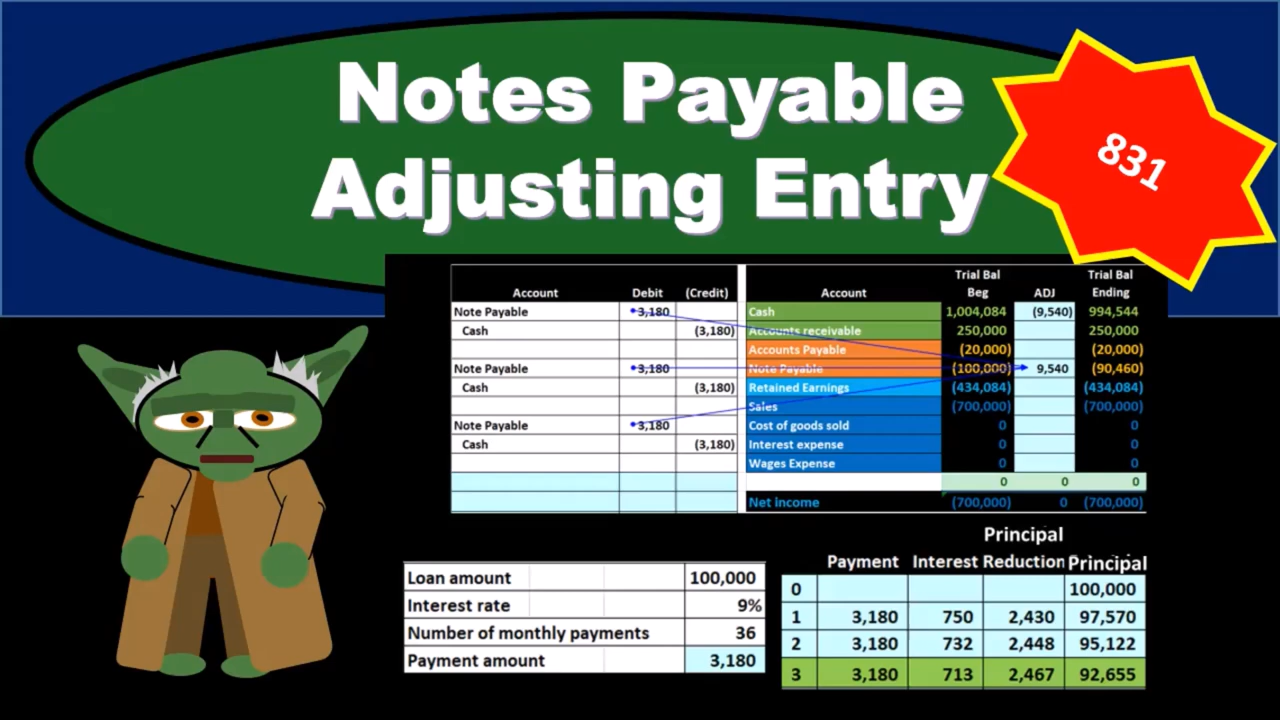 Notes Payable
Adjusting Entry
831
Account Debit (Credit)
Note Payable 3,180
Cash (3,180)
Note Payable 3,180
Cash (3,180)
Note Payable 3,180
Cash (3,180)
Trial Bal Trial Bal
Account Beg ADJ Ending
Cash 1,004,084 (9,540) 994,544
Accounts receivable 250,000 250,000
Accounts Payable (20,000) (20,000)
Note Payable (100,000) 9,540 (90,460)
Retained Earnings (434,084) (434,084)
Sales (700,000) (700,000)
Cost of goods sold 0 0
Interest expense 0 0
Wages Expense 0 0
0 0 0
Net income (700,000) 0 (700,000)
Loan amount 100,000
Interest rate 9%
Number of monthly payments 36
Payment amount 3,180
Principal
Payment Interest Reduction Principal
0 100,000
1 3,180 750 2,430 97,570
2 3,180 732 2,448 95,122
3 3,180 713 2,467 92,655